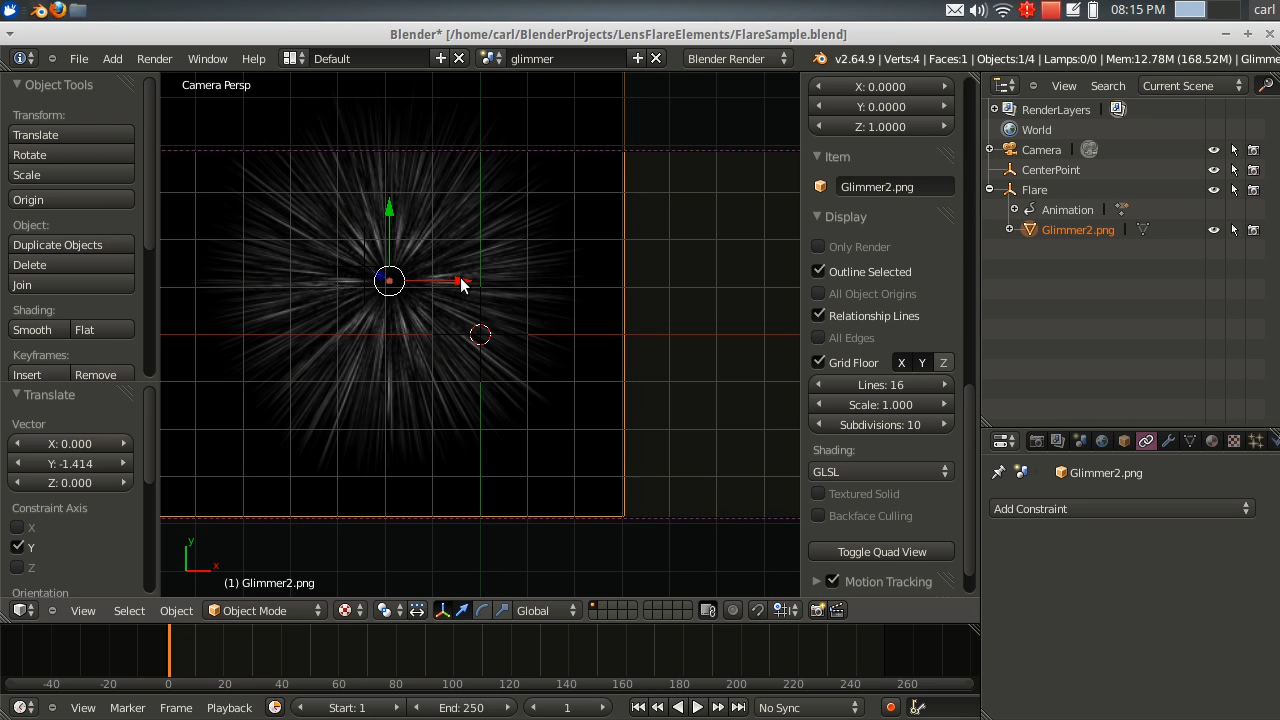 08:15 PM carl
Blender* [/home/carl/BlenderProjects/LensFlareElements/FlareSample.blend]
File Add Render Window Help Default glimmer Blender Render v2.64.9 | Verts:4 | Faces:1 | Objects:1/4 | Lamps:0/0 | Mem:12.78M (168.52M) | Glimme
Object Tools
Transform:
Translate
Rotate
Scale
Origin
Object:
Duplicate Objects
Delete
Join
Shading:
Smooth Flat
Keyframes:
Insert Remove
Translate
Vector
X: 0.000
Y: -1.414
Z: 0.000
Constraint Axis
X
Y
Z
Orientation
Camera Persp
y
x
(1) Glimmer2.png
X: 0.0000
Y: 0.0000
Z: 1.0000
Item
Glimmer2.png
Display
Only Render
Outline Selected
All Object Origins
Relationship Lines
All Edges
Grid Floor X Y Z
Lines: 16
Scale: 1.000
Subdivisions: 10
Shading:
GLSL
Textured Solid
Backface Culling
Toggle Quad View
Motion Tracking
View Search Current Scene
RenderLayers
World
Camera
CenterPoint
Flare
Animation
Glimmer2.png
Glimmer2.png
Add Constraint
View Select Object Object Mode Global
-40 -20 0 20 40 60 80 100 120 140 160 180 200 220 240 260
View Marker Frame Playback Start: 1 End: 250 1 No Sync